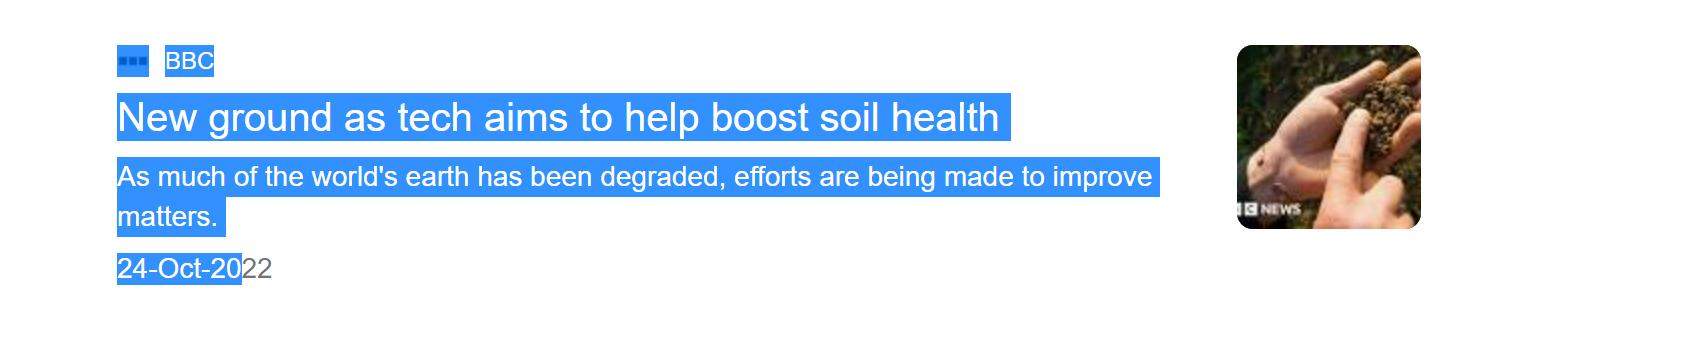 BBC
New ground as tech aims to help boost soil health
As much of the world's earth has been degraded, efforts are being made to improve
matters.
24-Oct-2022
C NEWS